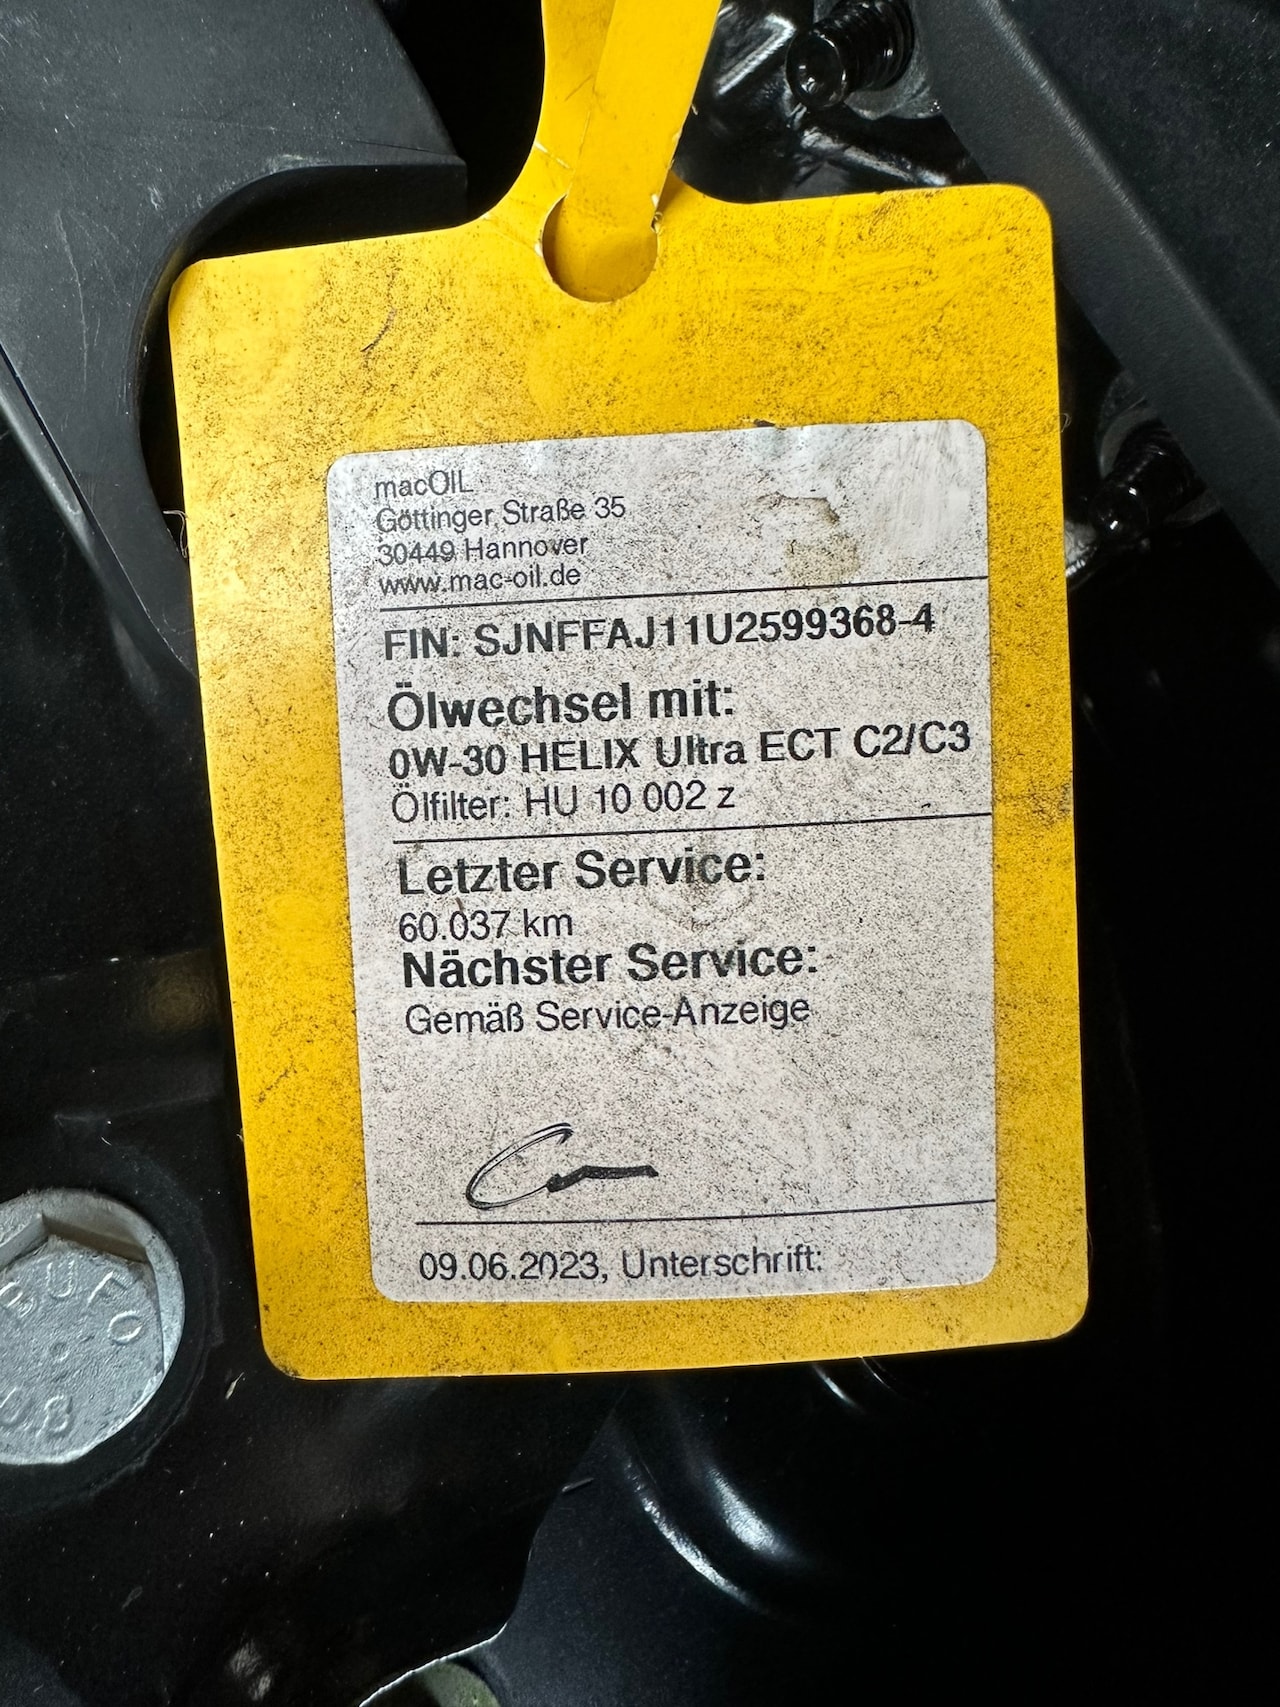 macOIL
Göttinger Straße 35
30449 Hannover
www.mac-oil.de
FIN: SJNFFAJ11U2599368-4
Ölwechsel mit:
0W-30 HELIX Ultra ECT C2/C3
Ölfilter: HU 10 002 z
Letzter Service:
60.037 km
Nächster Service:
Gemäß Service-Anzeige
09.06.2023, Unterschrift:
BUFO